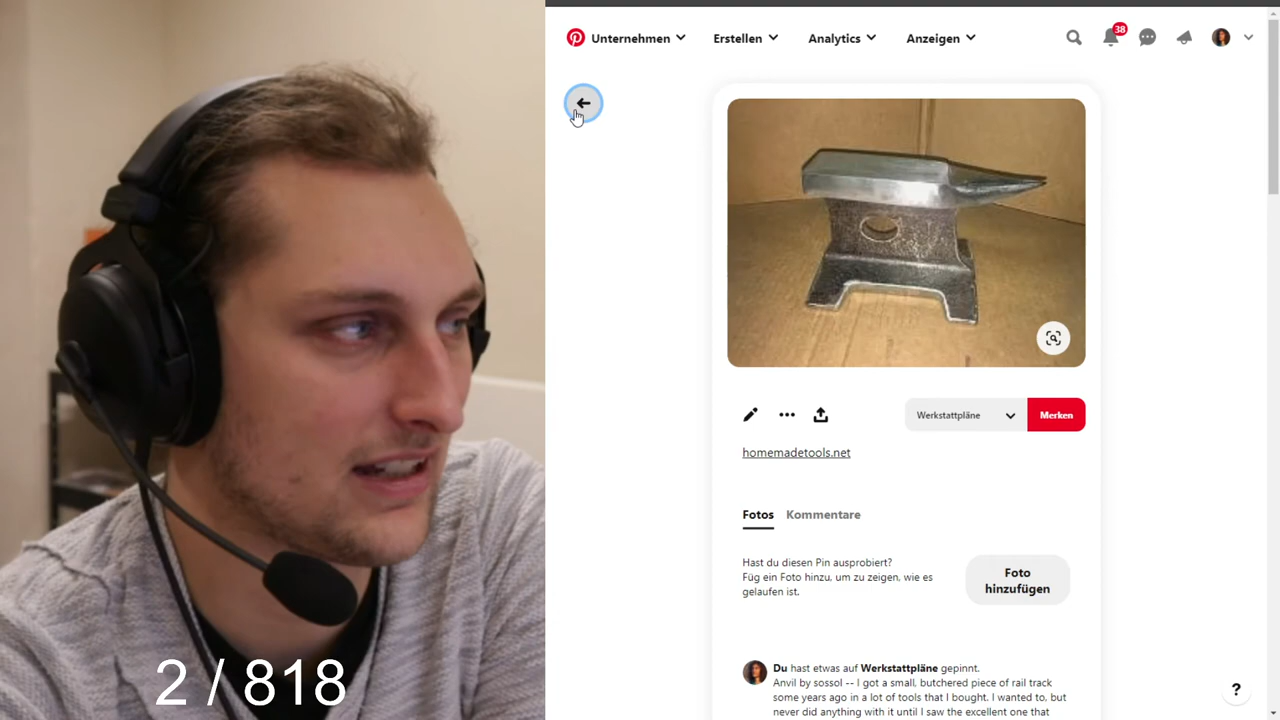 Unternehmen
Erstellen
Analytics
Anzeigen
38
Werkstattpläne
Merken
homemadetools.net
Fotos
Kommentare
Hast du diesen Pin ausprobiert?
Füg ein Foto hinzu, um zu zeigen, wie es
gelaufen ist.
Foto
hinzufügen
Du hast etwas auf Werkstattpläne gepinnt.
Anvil by sossol -- I got a small, butchered piece of rail track
some years ago in a lot of tools that I bought. I wanted to, but
never did anything with it until I saw the excellent one that
?
2 / 818